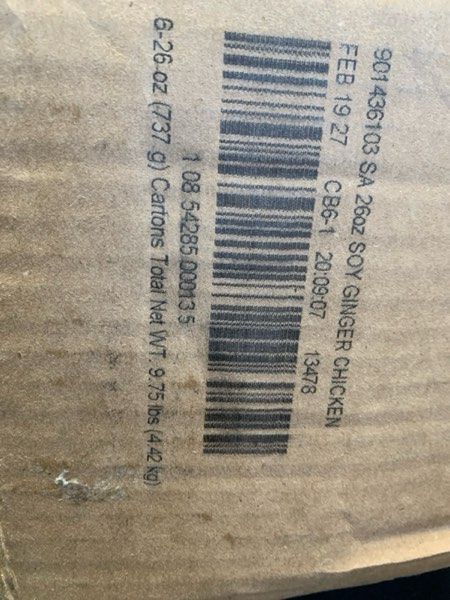 901436103 SA 26oz SOY GINGER CHICKEN
FEB 19 27 CB6-1 20:09:07 13478
1 08 54285 00013 5
6-26 oz (737 g) Cartons Total Net WT. 9.75 lbs (4.42 kg)